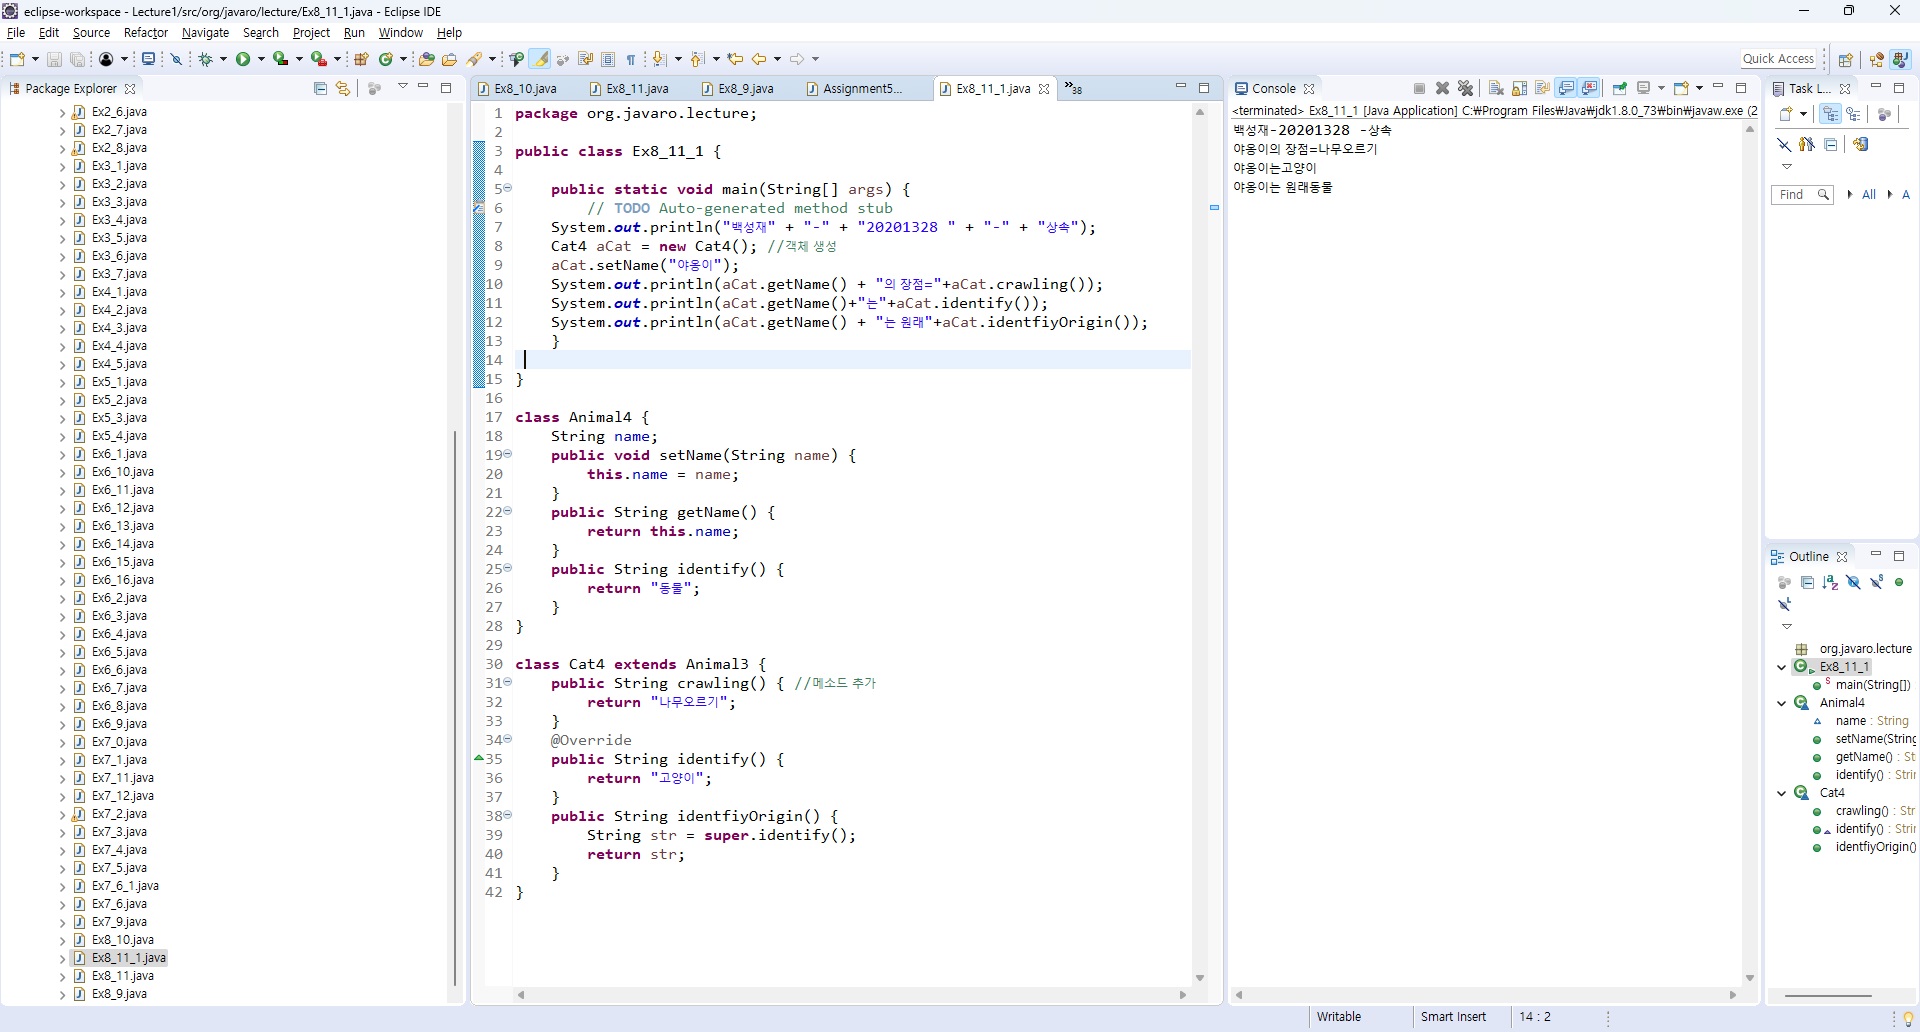 eclipse-workspace - Lecture1/src/org/javaro/lecture/Ex8_11_1.java - Eclipse IDE
File Edit Source Refactor Navigate Search Project Run Window Help
Quick Access
Package Explorer
Ex2_6.java
Ex2_7.java
Ex2_8.java
Ex3_1.java
Ex3_2.java
Ex3_3.java
Ex3_4.java
Ex3_5.java
Ex3_6.java
Ex3_7.java
Ex4_1.java
Ex4_2.java
Ex4_3.java
Ex4_4.java
Ex4_5.java
Ex5_1.java
Ex5_2.java
Ex5_3.java
Ex5_4.java
Ex6_1.java
Ex6_10.java
Ex6_11.java
Ex6_12.java
Ex6_13.java
Ex6_14.java
Ex6_15.java
Ex6_16.java
Ex6_2.java
Ex6_3.java
Ex6_4.java
Ex6_5.java
Ex6_6.java
Ex6_7.java
Ex6_8.java
Ex6_9.java
Ex7_0.java
Ex7_1.java
Ex7_11.java
Ex7_12.java
Ex7_2.java
Ex7_3.java
Ex7_4.java
Ex7_5.java
Ex7_6_1.java
Ex7_6.java
Ex7_9.java
Ex8_10.java
Ex8_11_1.java
Ex8_11.java
Ex8_9.java
Ex8_10.java Ex8_11.java Ex8_9.java Assignment5... Ex8_11_1.java »38
1 package org.javaro.lecture;
2
3 public class Ex8_11_1 {
4
5 public static void main(String[] args) {
6 // TODO Auto-generated method stub
7 System.out.println("백성재" + "-" + "20201328 " + "-" + "상속");
8 Cat4 aCat = new Cat4(); //객체 생성
9 aCat.setName("야옹이");
10 System.out.println(aCat.getName() + "의 장점="+aCat.crawling());
11 System.out.println(aCat.getName()+"는"+aCat.identify());
12 System.out.println(aCat.getName() + "는 원래"+aCat.identfiyOrigin());
13 }
14
15 }
16
17 class Animal4 {
18 String name;
19 public void setName(String name) {
20 this.name = name;
21 }
22 public String getName() {
23 return this.name;
24 }
25 public String identify() {
26 return "동물";
27 }
28 }
29
30 class Cat4 extends Animal3 {
31 public String crawling() { //메소드 추가
32 return "나무오르기";
33 }
34 @Override
35 public String identify() {
36 return "고양이";
37 }
38 public String identfiyOrigin() {
39 String str = super.identify();
40 return str;
41 }
42 }
Console
<terminated> Ex8_11_1 [Java Application] C:₩Program Files₩Java₩jdk1.8.0_73₩bin₩javaw.exe (2
백성재-20201328 -상속
야옹이의 장점=나무오르기
야옹이는고양이
야옹이는 원래동물
Task L...
Find All A
Outline
org.javaro.lecture
Ex8_11_1
main(String[])
Animal4
name : String
setName(String
getName() : St
identify() : Strin
Cat4
crawling() : Str
identify() : Strin
identfiyOrigin()
Writable Smart Insert 14 : 2